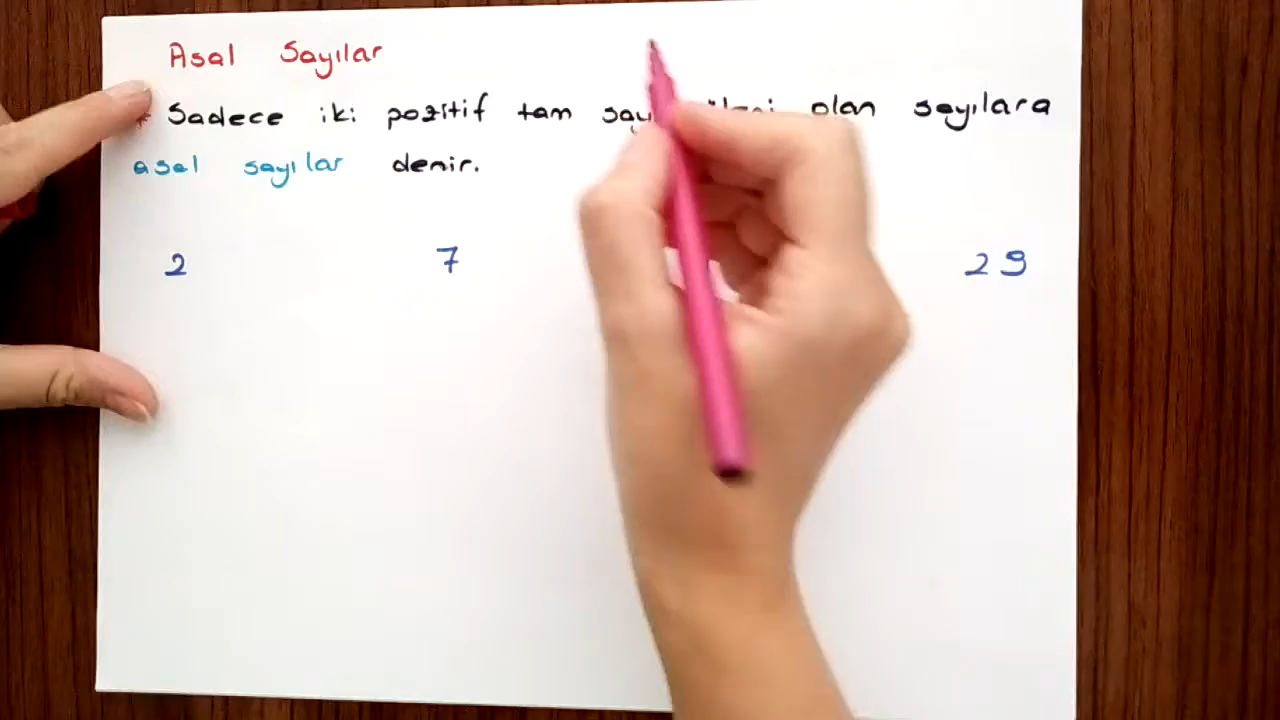 Asal Sayılar
* Sadece iki pozitif tam olan sayılara
asal sayılar denir.
2 7 29